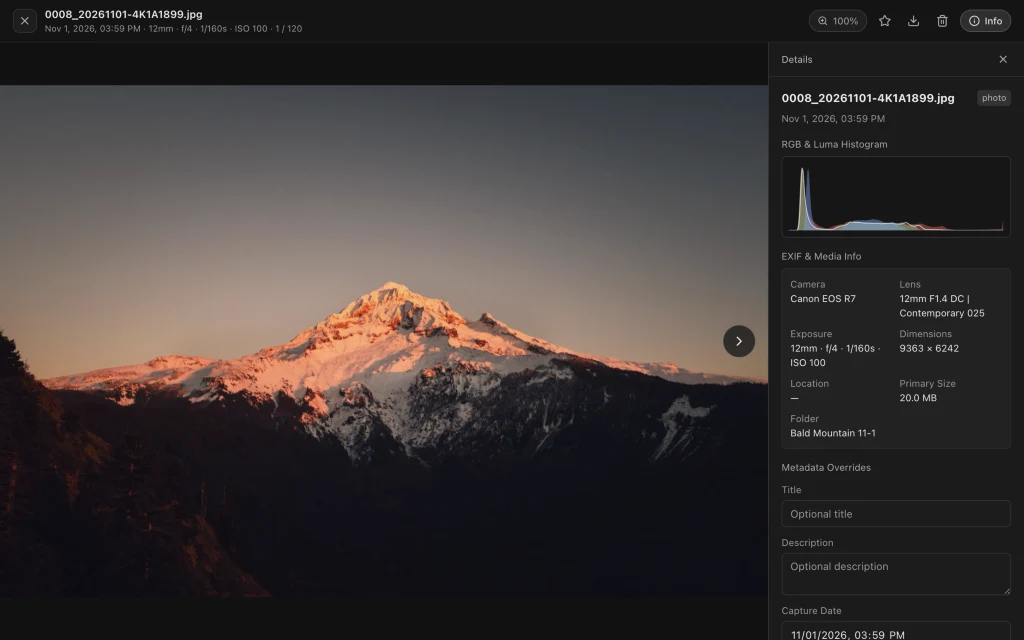 0008_20261101-4K1A1899.jpg
Nov 1, 2026, 03:59 PM · 12mm · f/4 · 1/160s · ISO 100 · 1 / 120
100%
Info
Details
0008_20261101-4K1A1899.jpg
photo
Nov 1, 2026, 03:59 PM
RGB & Luma Histogram
EXIF & Media Info
Camera
Canon EOS R7
Lens
12mm F1.4 DC |
Contemporary 025
Exposure
12mm · f/4 · 1/160s ·
ISO 100
Dimensions
9363 × 6242
Location
—
Primary Size
20.0 MB
Folder
Bald Mountain 11-1
Metadata Overrides
Title
Optional title
Description
Optional description
Capture Date
11/01/2026, 03:59 PM